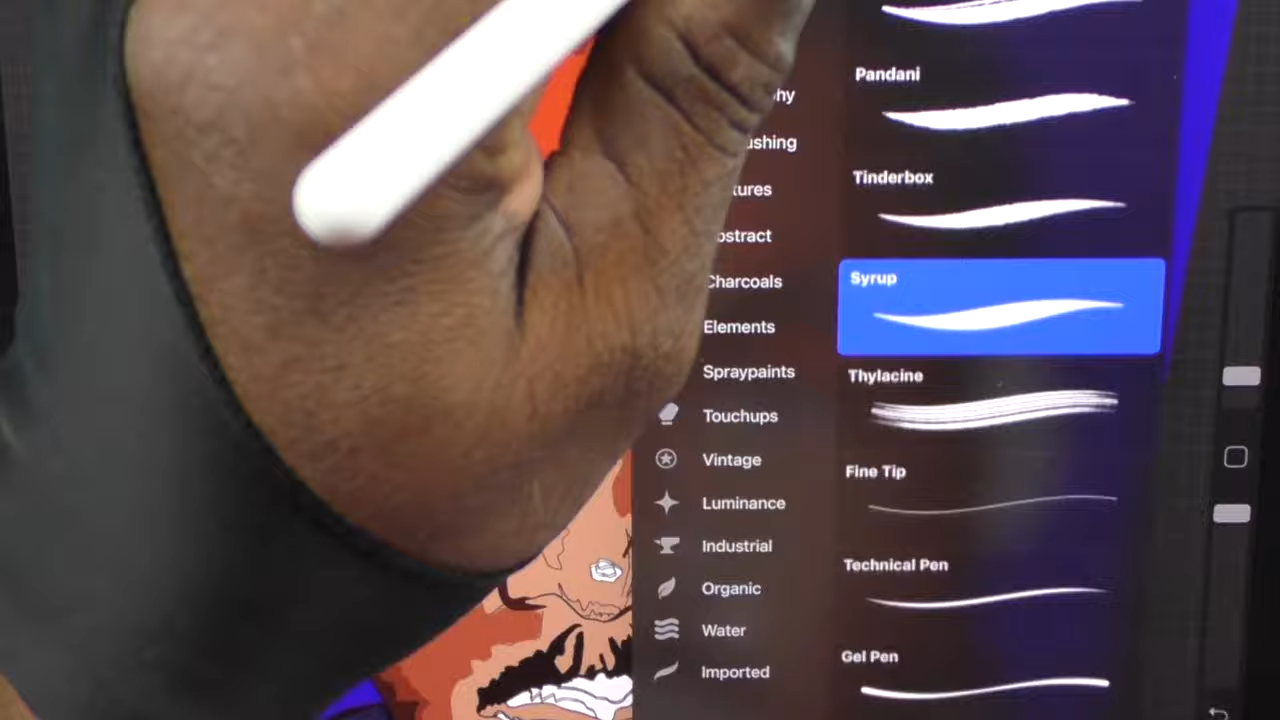 Pandani
Tinderbox
Syrup
Thylacine
Fine Tip
Technical Pen
Gel Pen
Charcoals
Elements
Spraypaints
Touchups
Vintage
Luminance
Industrial
Organic
Water
Imported